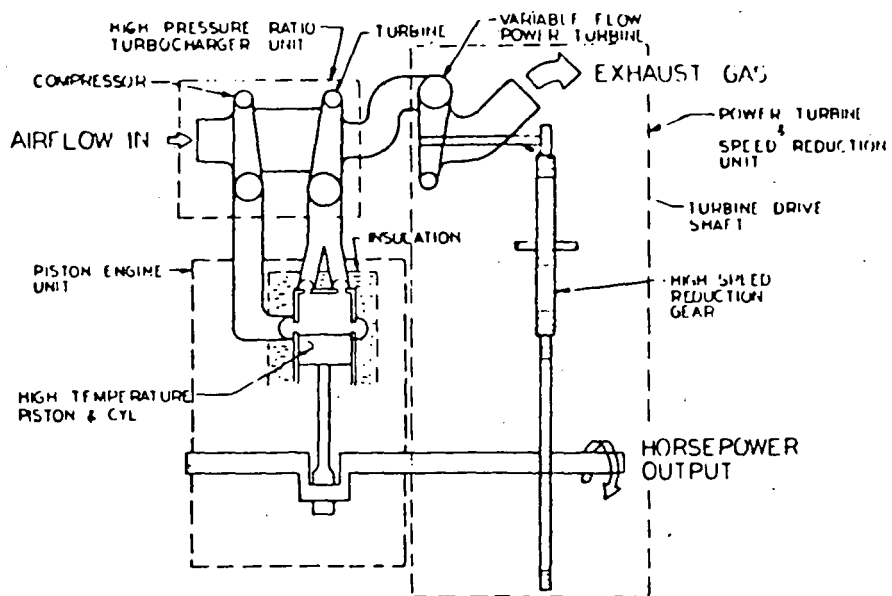 HIGH PRESSURE RATIO
TURBOCHARGER UNIT
TURBINE
VARIABLE FLOW
POWER TURBINE
COMPRESSOR
EXHAUST GAS
AIRFLOW IN
POWER TURBINE
&
SPEED REDUCTION
UNIT
TURBINE DRIVE
SHAFT
INSULATION
PISTON ENGINE
UNIT
HIGH SPEED
REDUCTION
GEAR
HIGH TEMPERATURE
PISTON & CYL
HORSEPOWER
OUTPUT